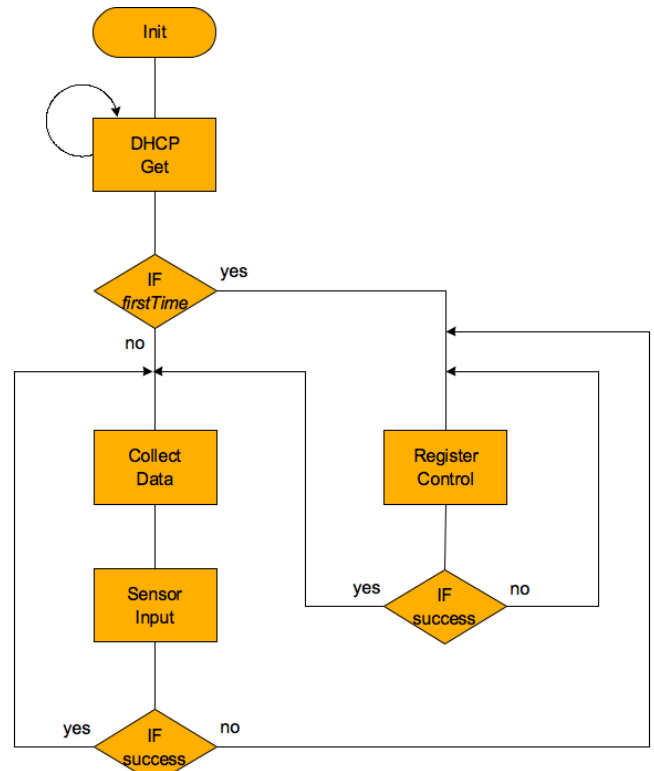 Init
DHCP
Get
IF
firstTime
yes
no
Collect
Data
Register
Control
Sensor
Input
yes
IF
success
no
yes
IF
success
no